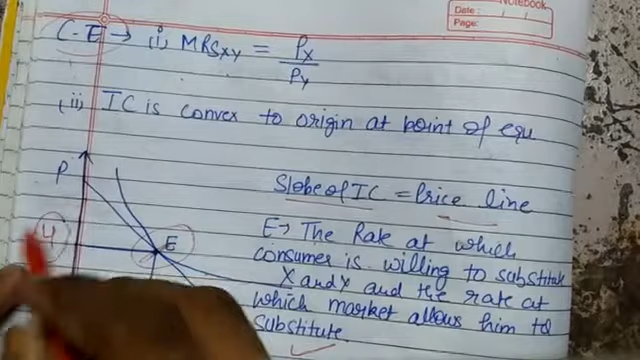 Notebook
Date:
Page:
C.E → (i) MRSxy = Px
Py
(ii) IC is convex to origin at point of equ
P
Slope of IC = Price line
4
E
E → The Rate at which
consumer is willing to substitute
X and Y and the rate at
which market allows him to
substitute.